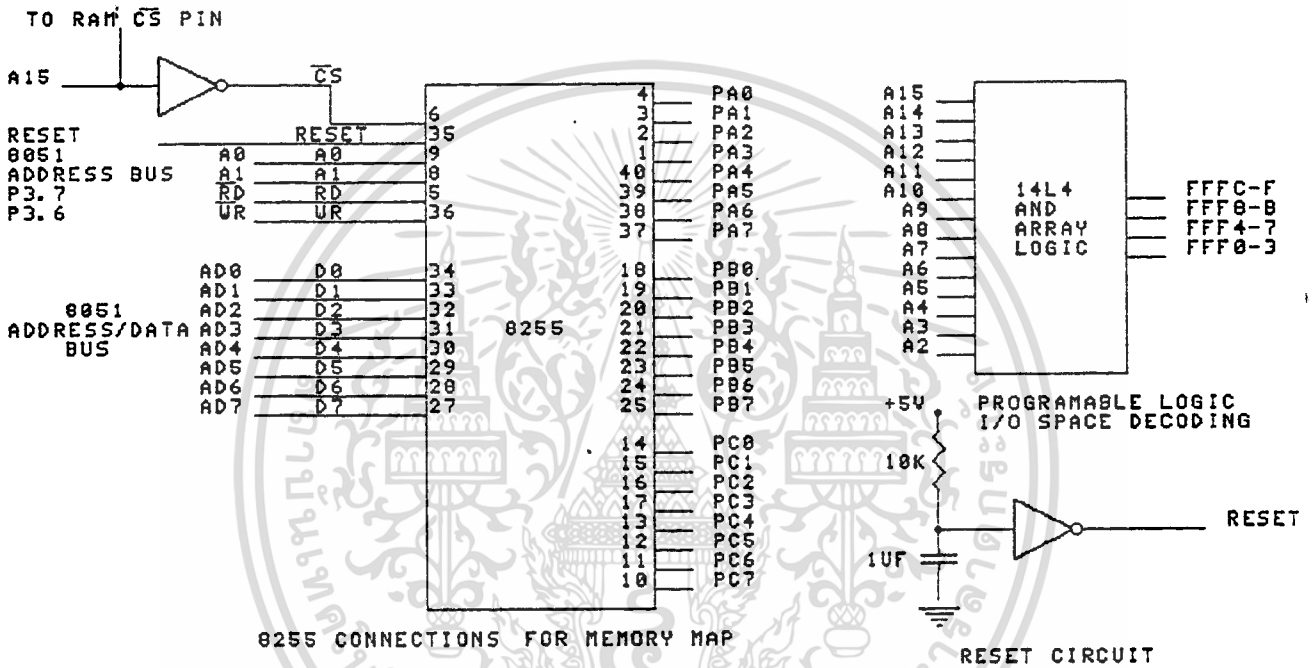 TO RAM C̅S̅ PIN
A15
C̅S̅
6
RESET RESET 35
8051 A0 A0 9
ADDRESS BUS A1 A1 8
P3.7 R̅D̅ R̅D̅ 5
P3.6 W̅R̅ W̅R̅ 36
AD0 D0 34
AD1 D1 33
AD2 D2 32
AD3 D3 31
AD4 D4 30
AD5 D5 29
AD6 D6 28
AD7 D7 27
8051
ADDRESS/DATA
BUS
8255
4 PA0
3 PA1
2 PA2
1 PA3
40 PA4
39 PA5
38 PA6
37 PA7
18 PB0
19 PB1
20 PB2
21 PB3
22 PB4
23 PB5
24 PB6
25 PB7
14 PC0
15 PC1
16 PC2
17 PC3
13 PC4
12 PC5
11 PC6
10 PC7
8255 CONNECTIONS FOR MEMORY MAP
A15
A14
A13
A12
A11
A10
A9
A8
A7
A6
A5
A4
A3
A2
14L4
AND
ARRAY
LOGIC
FFFC-F
FFF8-B
FFF4-7
FFF0-3
PROGRAMABLE LOGIC
I/O SPACE DECODING
+5V
10K
1UF
RESET
RESET CIRCUIT